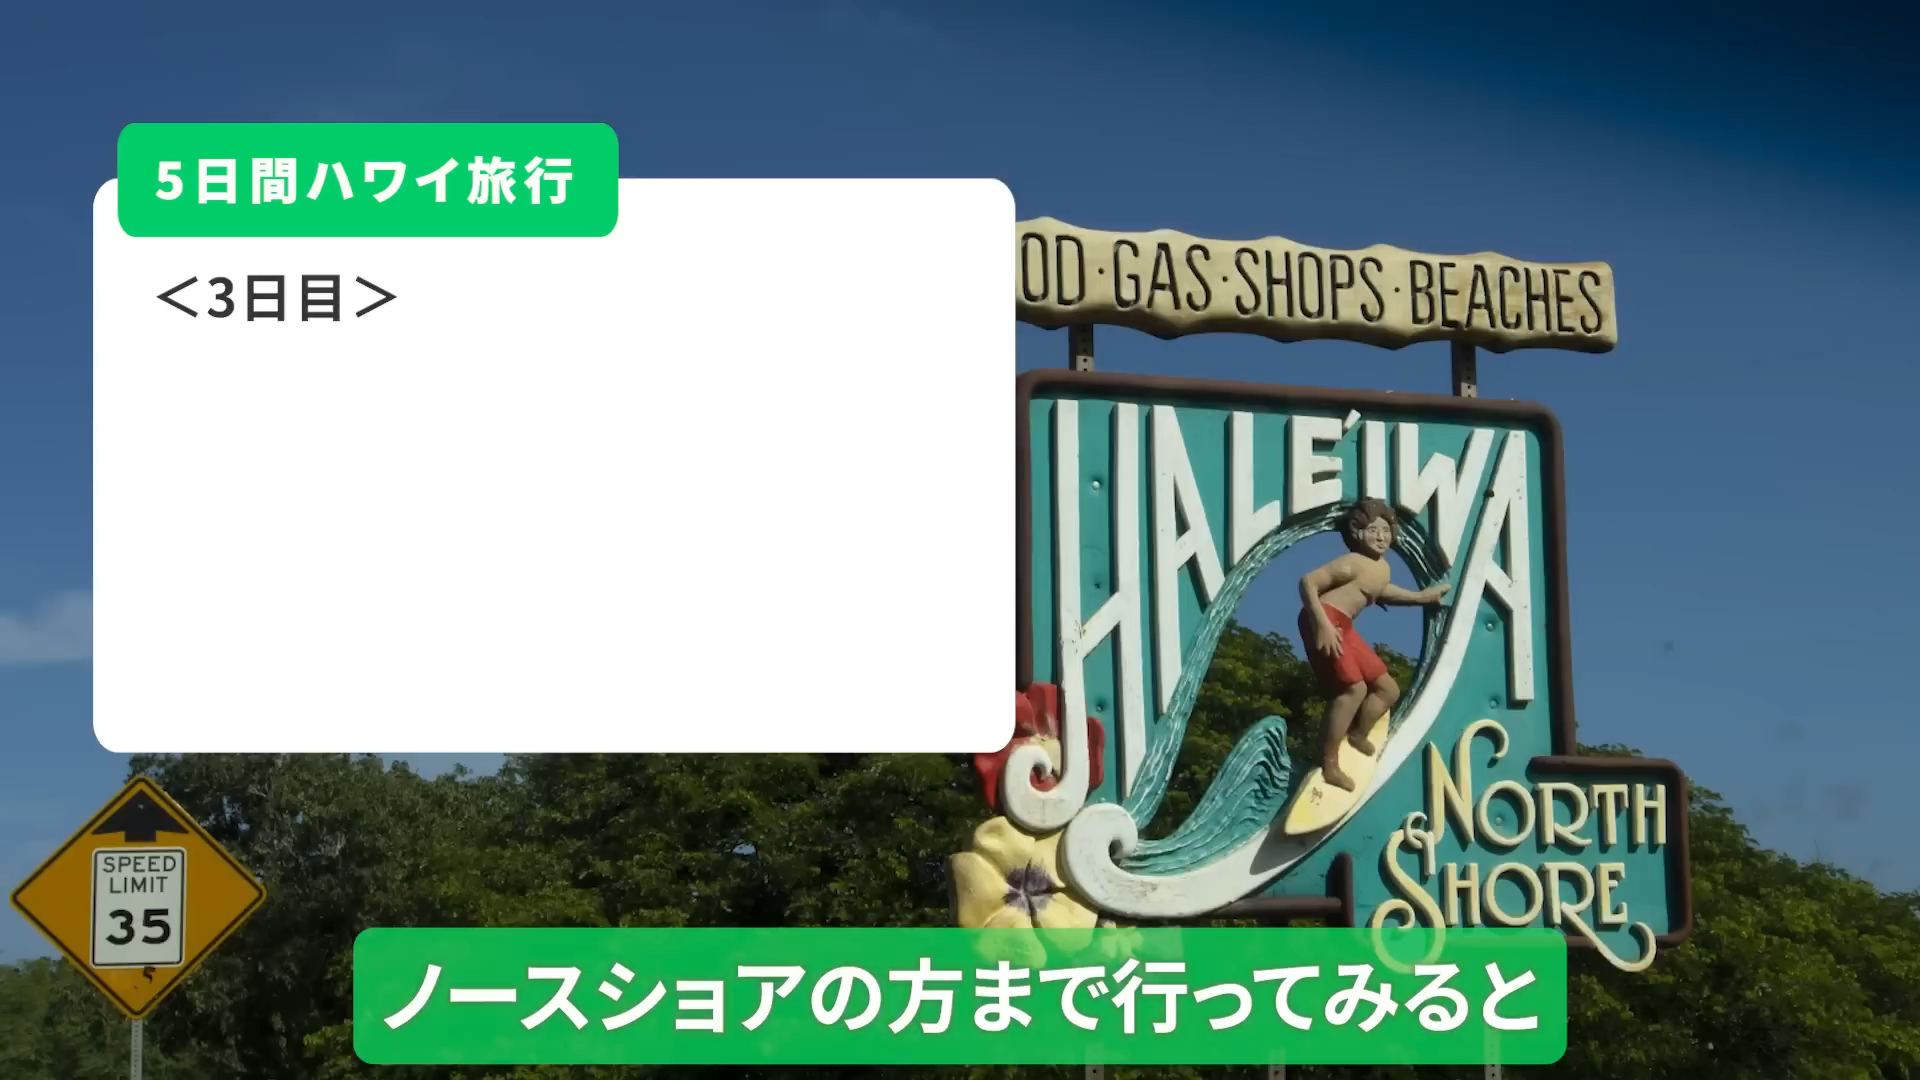 5日間ハワイ旅行
＜3日目＞
OD·GAS·SHOPS·BEACHES
HALE'IWA
NORTH
SHORE
SPEED
LIMIT
35
ノースショアの方まで行ってみると